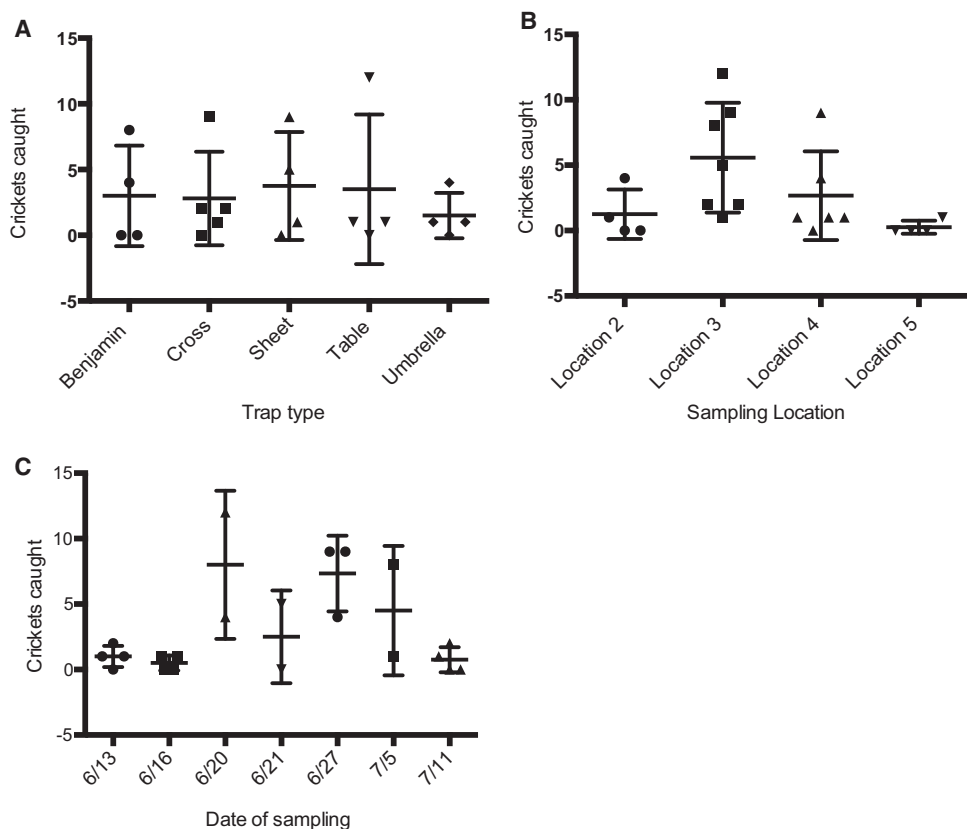 A
Crickets caught
15
10
5
0
-5
Benjamin
Cross
Sheet
Table
Umbrella
Trap type
B
Crickets caught
15
10
5
0
-5
Location 2
Location 3
Location 4
Location 5
Sampling Location
C
Crickets caught
15
10
5
0
-5
6/13
6/16
6/20
6/21
6/27
7/5
7/11
Date of sampling